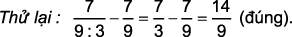 Thử lại : 7/(9 : 3) - 7/9 = 7/3 - 7/9 = 14/9 (đúng).